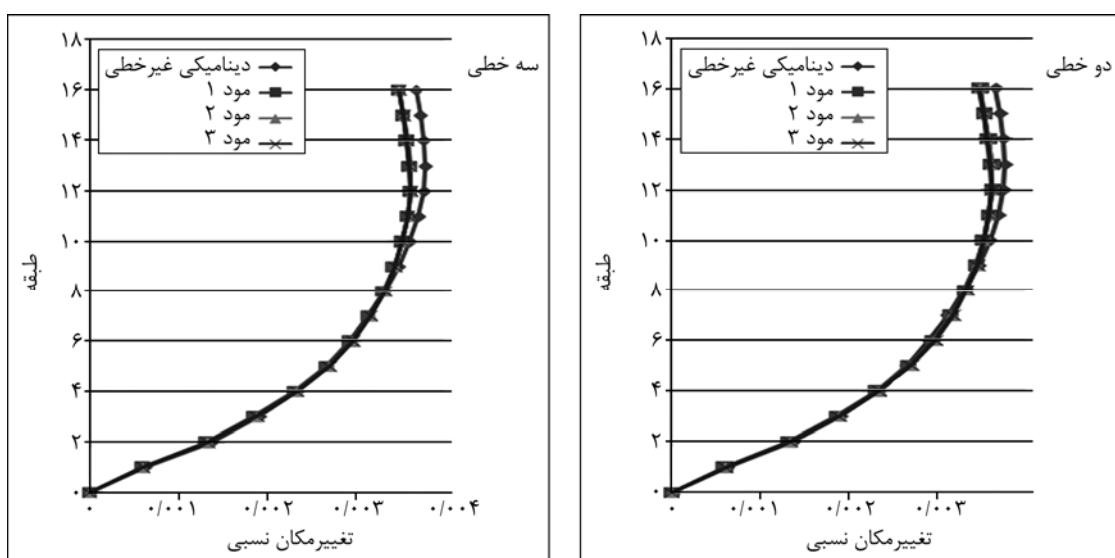 دو خطی
دینامیکی غیرخطی
مود ۱
مود ۲
مود ۳
۱۸
۱۶
۱۴
۱۲
۱۰
۸
۶
۴
۲
۰
طبقه
۰ ۰/۰۰۱ ۰/۰۰۲ ۰/۰۰۳
تغییرمکان نسبی
سه خطی
دینامیکی غیرخطی
مود ۱
مود ۲
مود ۳
۱۸
۱۶
۱۴
۱۲
۱۰
۸
۶
۴
۲
۰
طبقه
۰ ۰/۰۰۱ ۰/۰۰۲ ۰/۰۰۳ ۰/۰۰۴
تغییرمکان نسبی